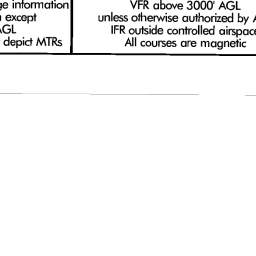 ge information
except
AGL
depict MTRs
VFR above 3000' AGL
unless otherwise authorized by
IFR outside controlled airspace
All courses are magnetic